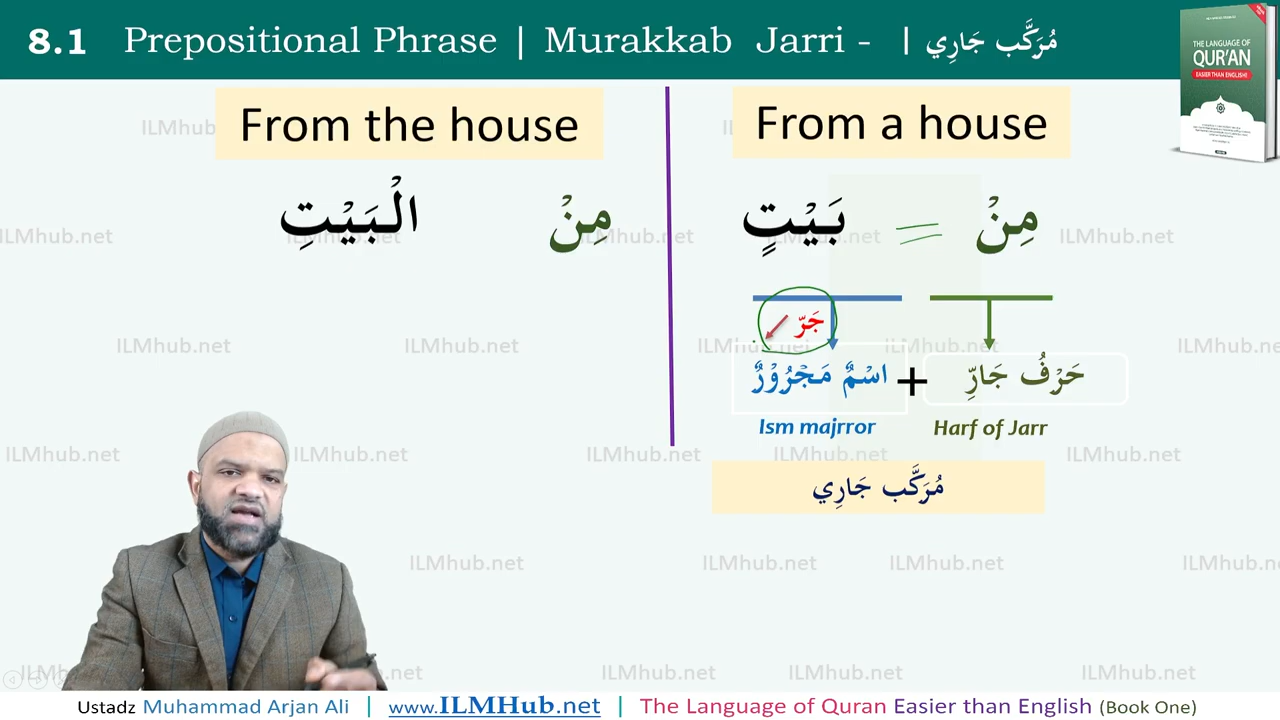 8.1 Prepositional Phrase | Murakkab Jarri - | مُرَكَّب جَارِي
THE LANGUAGE OF
QUR'AN
EASIER THAN ENGLISH!
From the house
From a house
مِنْ الْبَيْتِ
مِنْ = بَيْتٍ
جَرّ
حَرْفُ جَارِّ + اسْمٌ مَجْرُوْرٌ
Ism majrror
Harf of Jarr
مُرَكَّب جَارِي
ILMhub.net
Ustadz Muhammad Arjan Ali | www.ILMHub.net | The Language of Quran Easier than English (Book One)